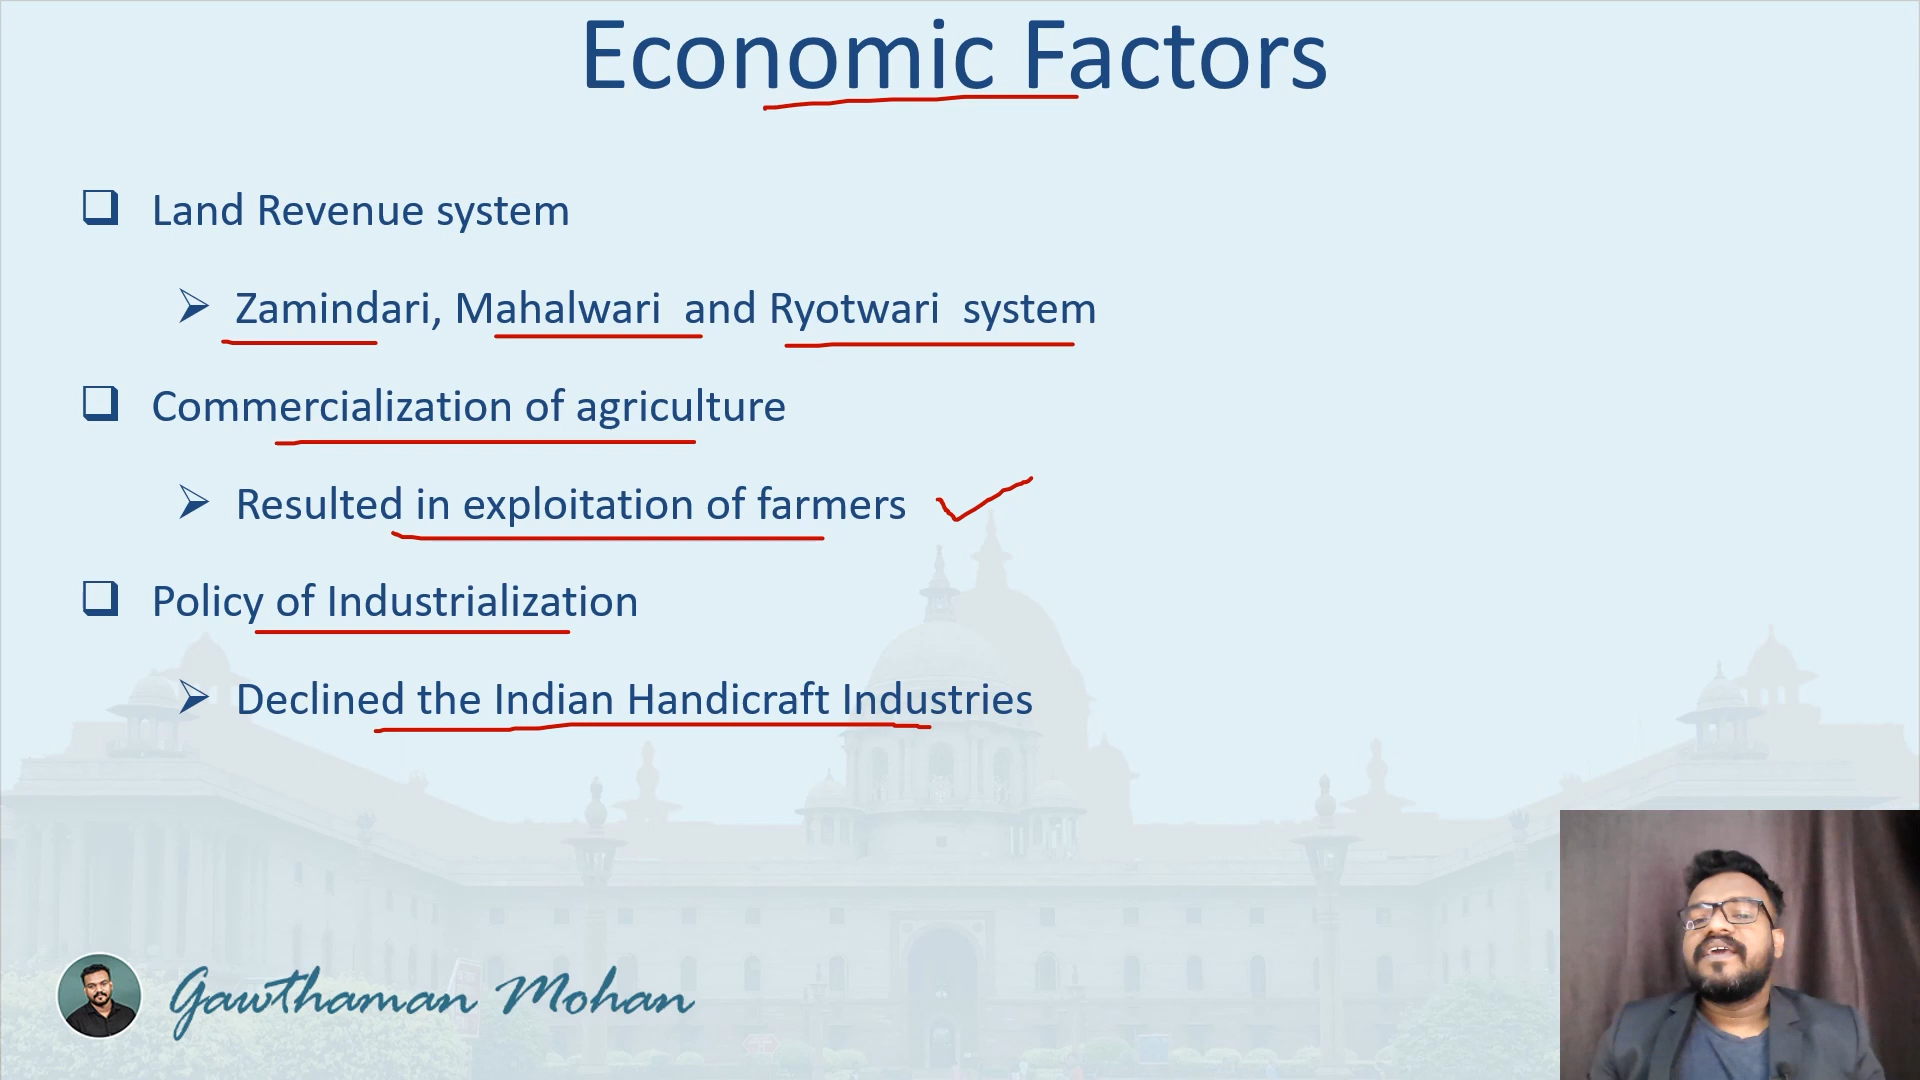 Economic Factors
Land Revenue system
Zamindari, Mahalwari and Ryotwari system
Commercialization of agriculture
Resulted in exploitation of farmers
Policy of Industrialization
Declined the Indian Handicraft Industries
Gawthaman Mohan